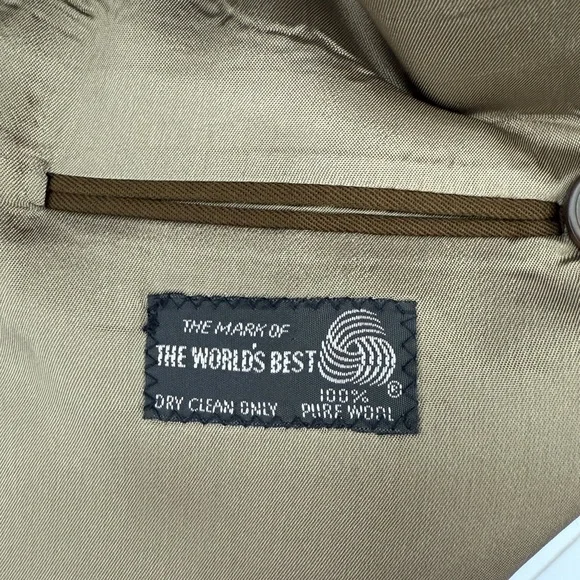 THE MARK OF
THE WORLD'S BEST
®
100%
DRY CLEAN ONLY PURE WOOL